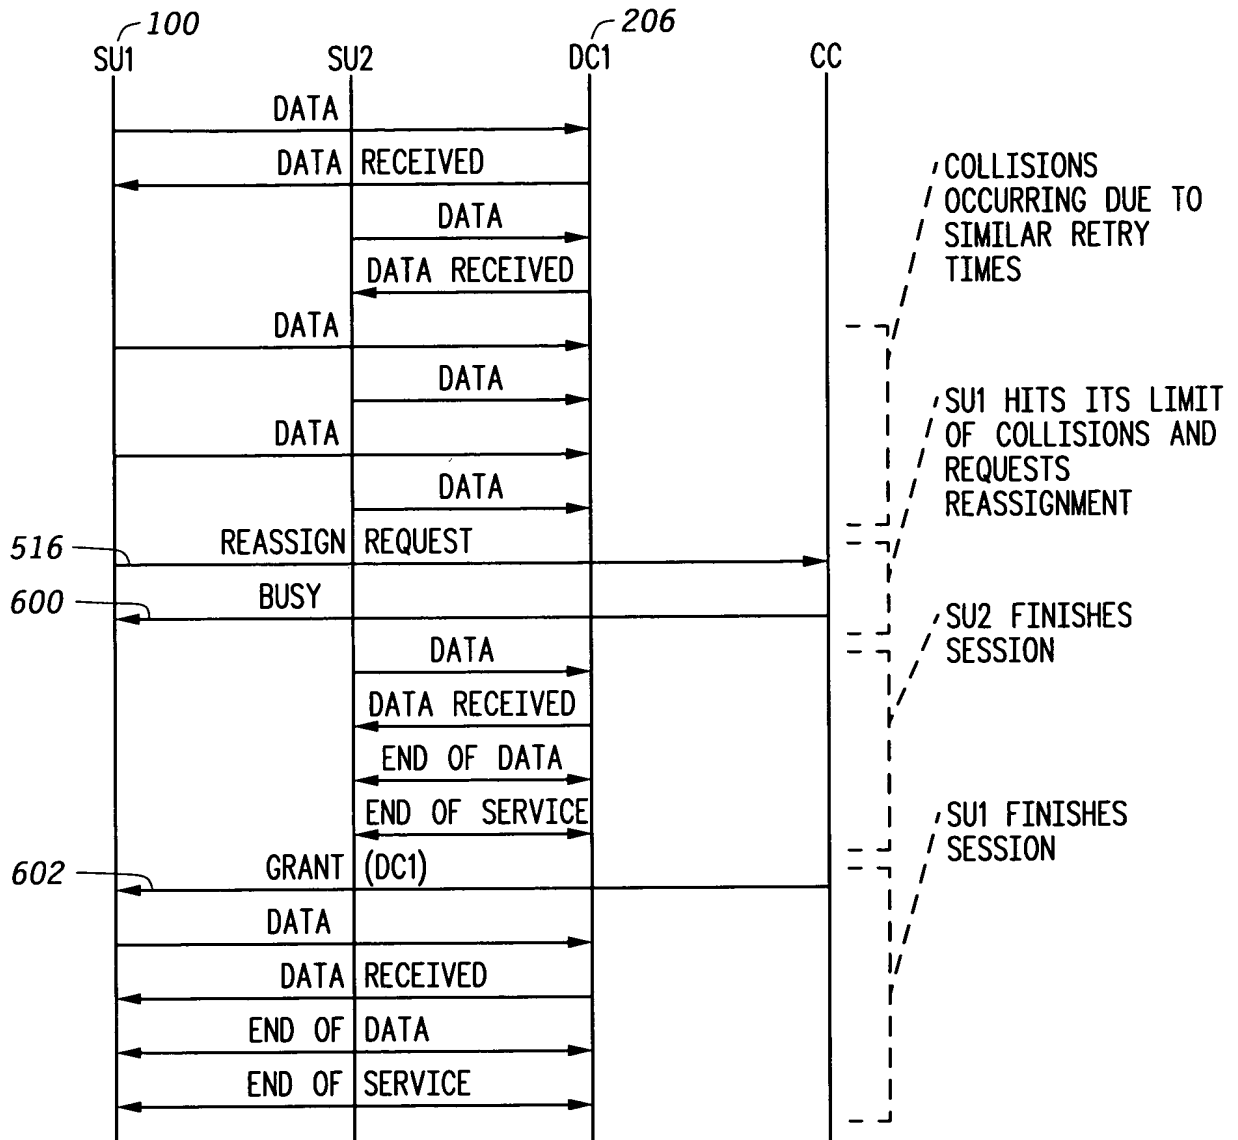 100
206
SU1 SU2 DC1 CC
DATA
DATA RECEIVED
DATA
DATA RECEIVED
DATA
DATA
DATA
DATA
516 REASSIGN REQUEST
600 BUSY
DATA
DATA RECEIVED
END OF DATA
END OF SERVICE
602 GRANT (DC1)
DATA
DATA RECEIVED
END OF DATA
END OF SERVICE
COLLISIONS
OCCURRING DUE TO
SIMILAR RETRY
TIMES
SU1 HITS ITS LIMIT
OF COLLISIONS AND
REQUESTS
REASSIGNMENT
SU2 FINISHES
SESSION
SU1 FINISHES
SESSION